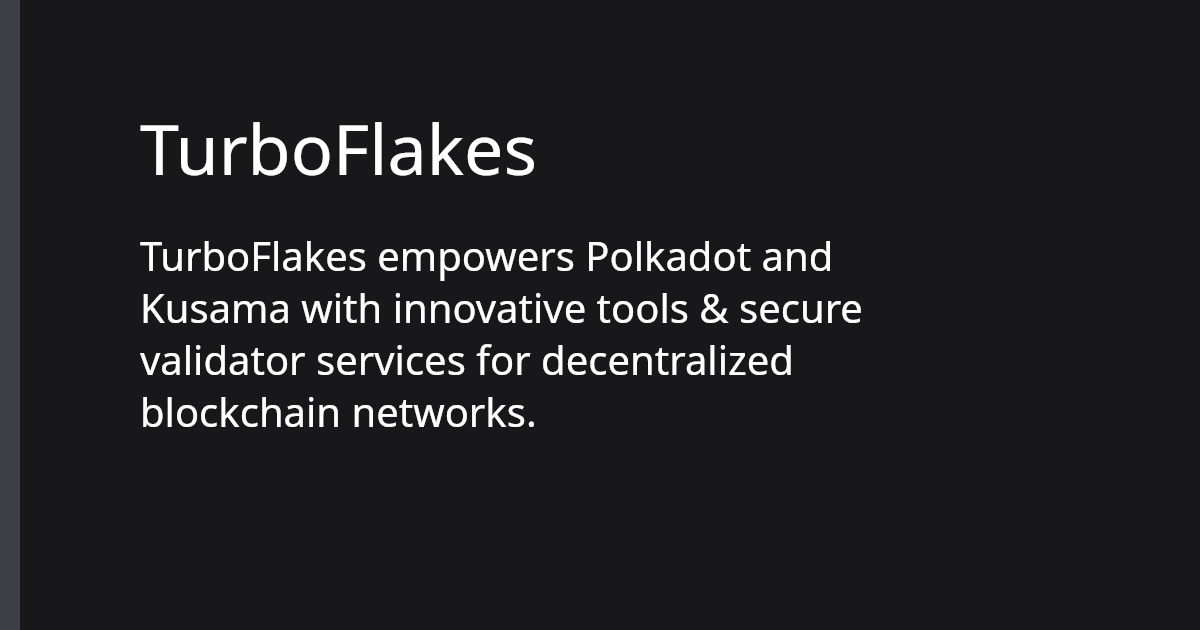 TurboFlakes
TurboFlakes empowers Polkadot and
Kusama with innovative tools & secure
validator services for decentralized
blockchain networks.